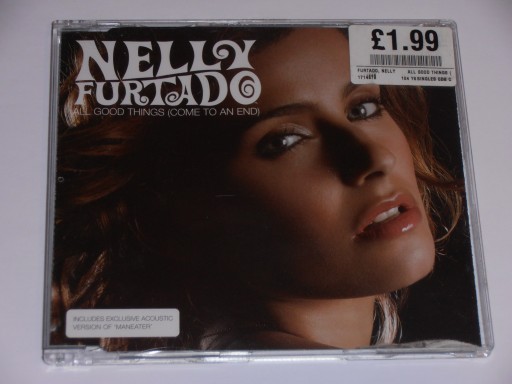 NELLY
FURTADO
ALL GOOD THINGS (COME TO AN END)
£1.99
FURTADO, NELLY ALL GOOD THINGS (
INCLUDES EXCLUSIVE ACOUSTIC
VERSION OF 'MANEATER'